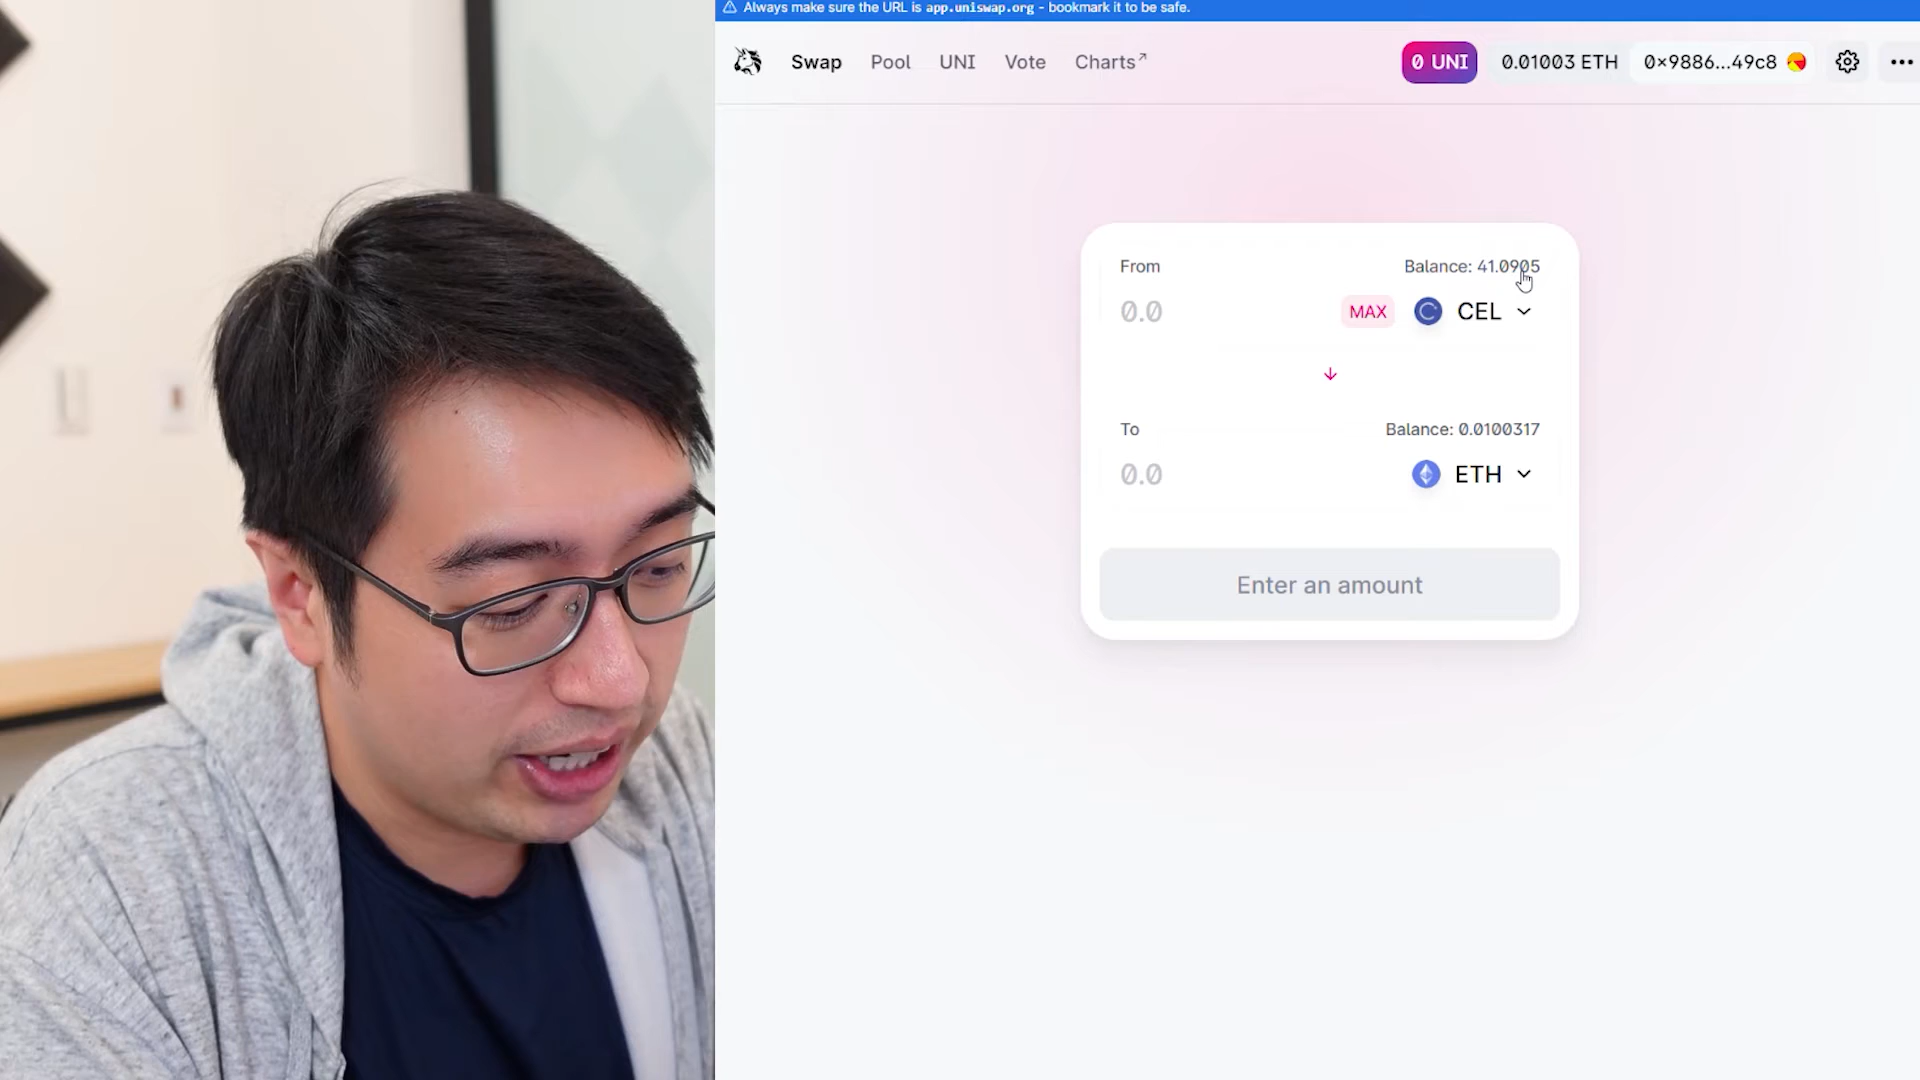 Always make sure the URL is app.uniswap.org - bookmark it to be safe.
Swap Pool UNI Vote Charts↗ 0 UNI 0.01003 ETH 0×9886...49c8
From Balance: 41.0905
0.0 MAX CEL
To Balance: 0.0100317
0.0 ETH
Enter an amount